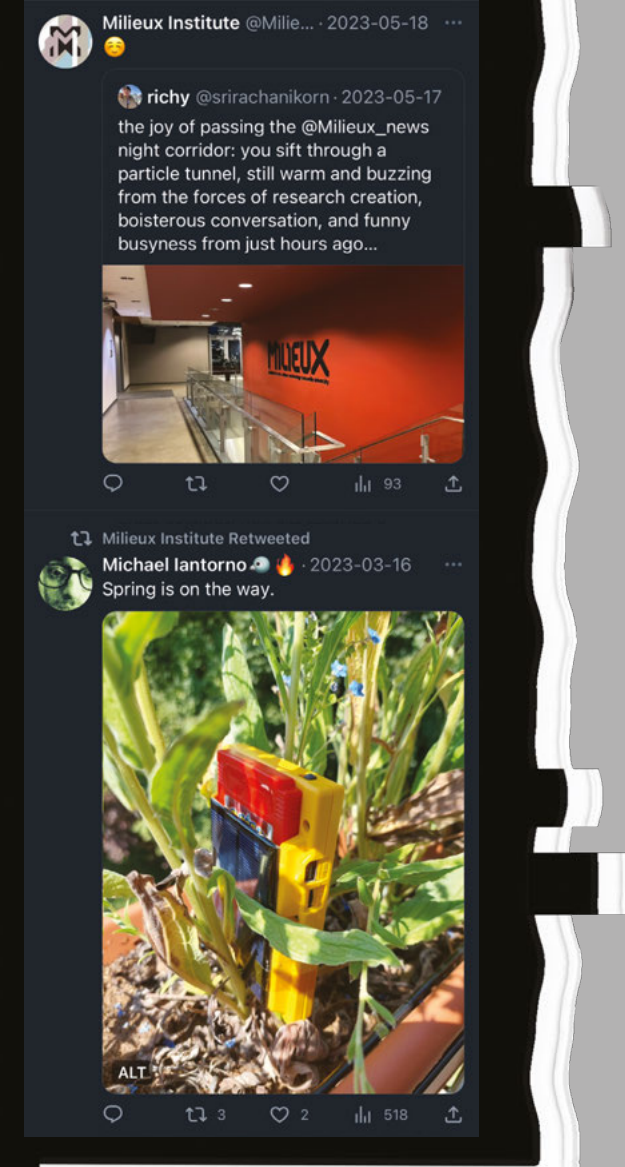 Milieux Institute @Milie... · 2023-05-18 ···
☺️
richy @srirachanikorn · 2023-05-17
the joy of passing the @Milieux_news
night corridor: you sift through a
particle tunnel, still warm and buzzing
from the forces of research creation,
boisterous conversation, and funny
busyness from just hours ago...
MILIEUX
93
Milieux Institute Retweeted
Michael Iantorno 🔥 · 2023-03-16 ···
Spring is on the way.
ALT
3 2 518